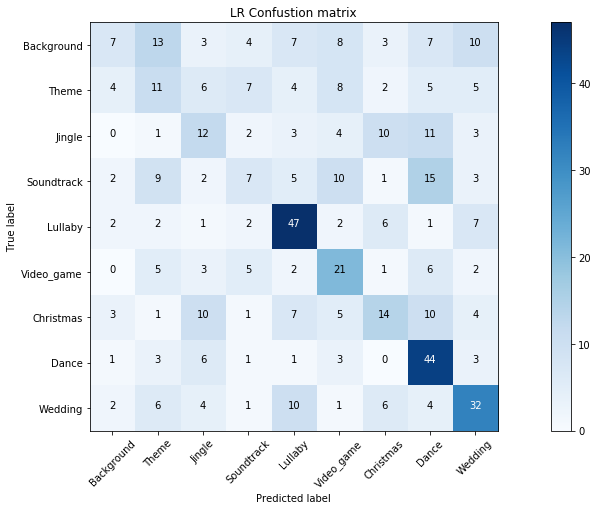 LR Confustion matrix
Background 7 13 3 4 7 8 3 7 10
Theme 4 11 6 7 4 8 2 5 5
Jingle 0 1 12 2 3 4 10 11 3
Soundtrack 2 9 2 7 5 10 1 15 3
Lullaby 2 2 1 2 47 2 6 1 7
Video_game 0 5 3 5 2 21 1 6 2
Christmas 3 1 10 1 7 5 14 10 4
Dance 1 3 6 1 1 3 0 44 3
Wedding 2 6 4 1 10 1 6 4 32
True label
Background Theme Jingle Soundtrack Lullaby Video_game Christmas Dance Wedding
Predicted label
40
30
20
10
0